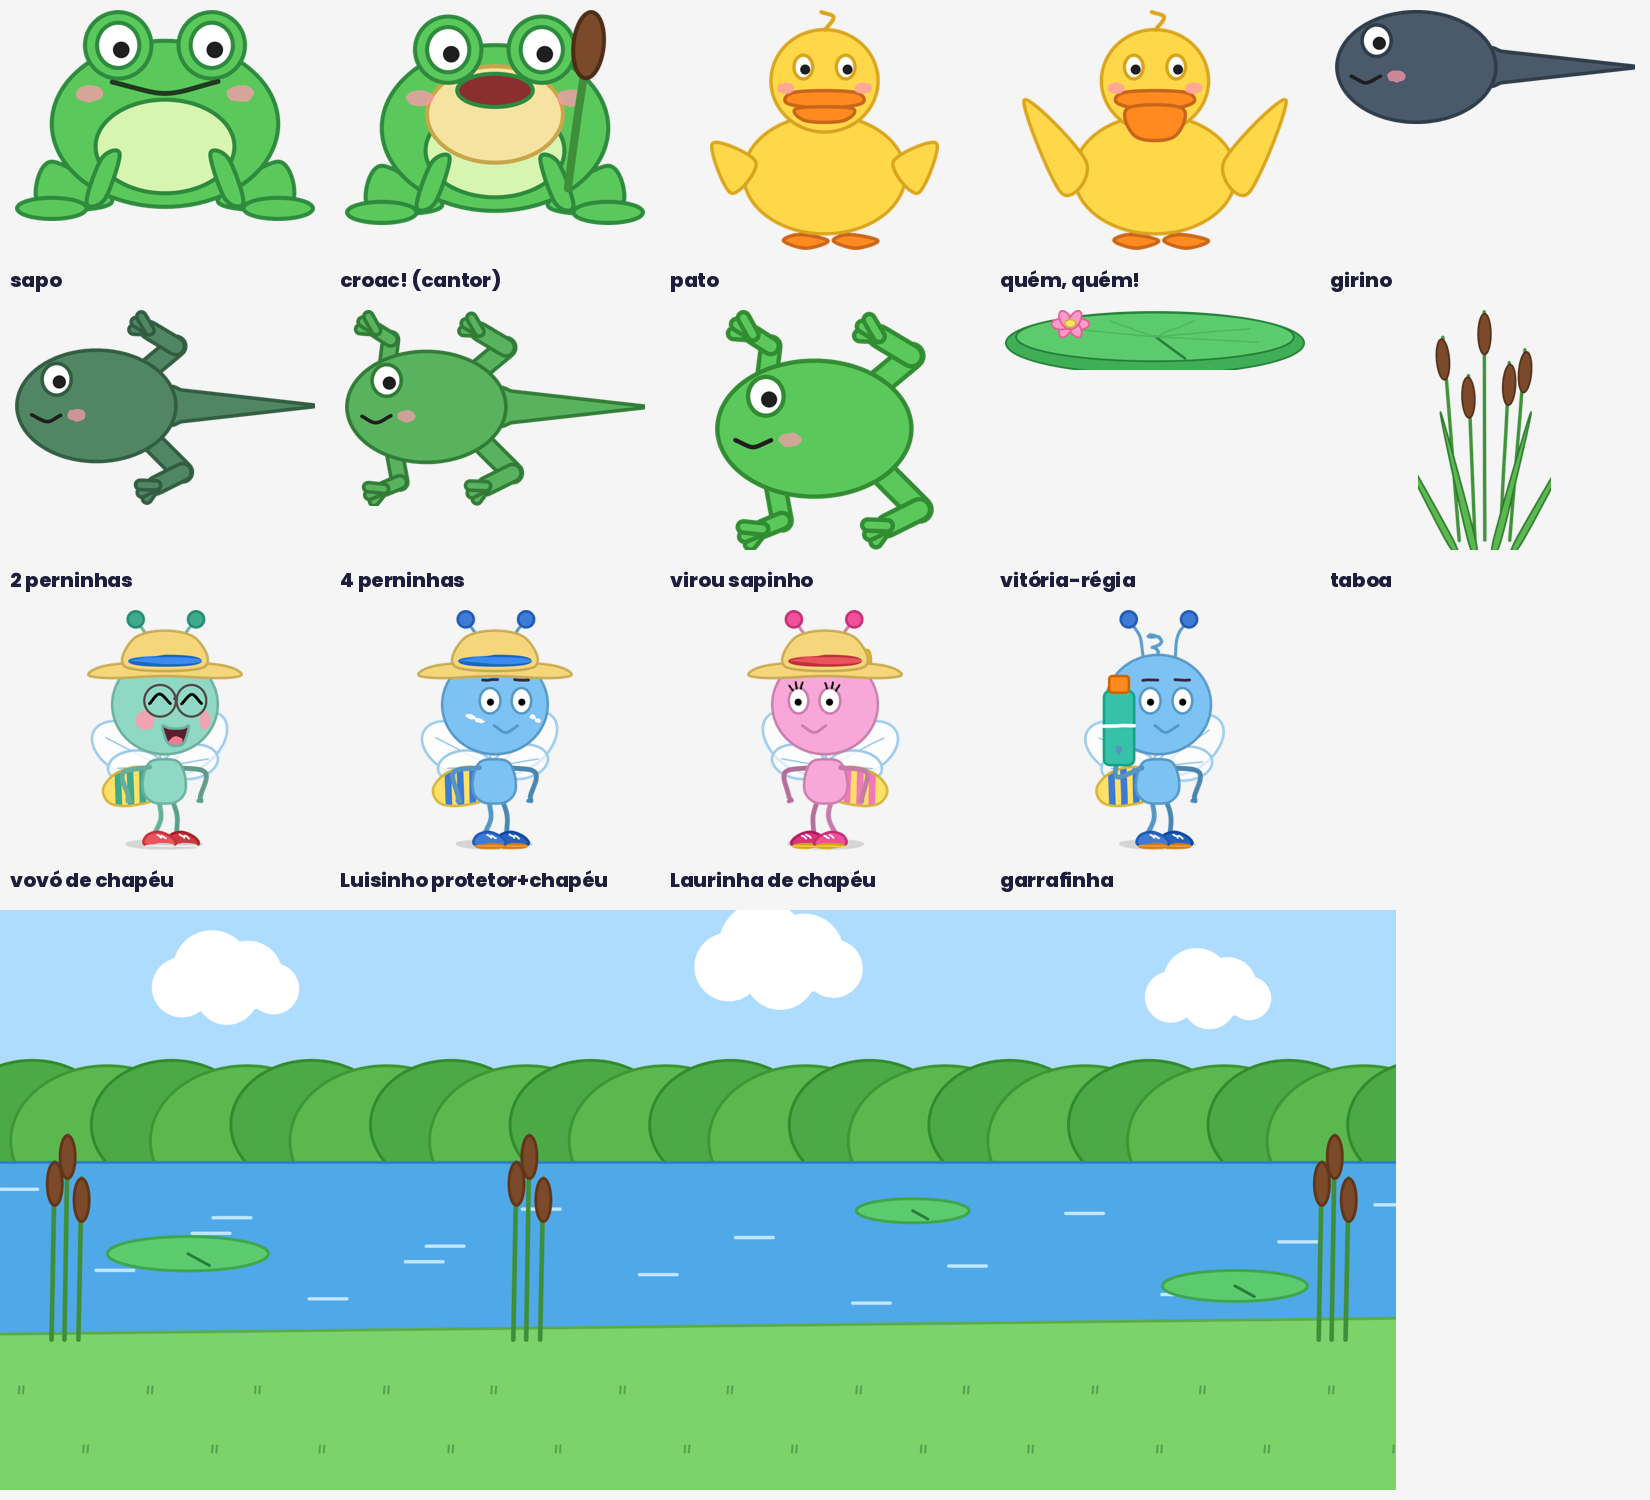 sapo
croac! (cantor)
pato
quém, quém!
girino
2 perninhas
4 perninhas
virou sapinho
vitória-régia
taboa
vovó de chapéu
Luisinho protetor+chapéu
Laurinha de chapéu
garrafinha